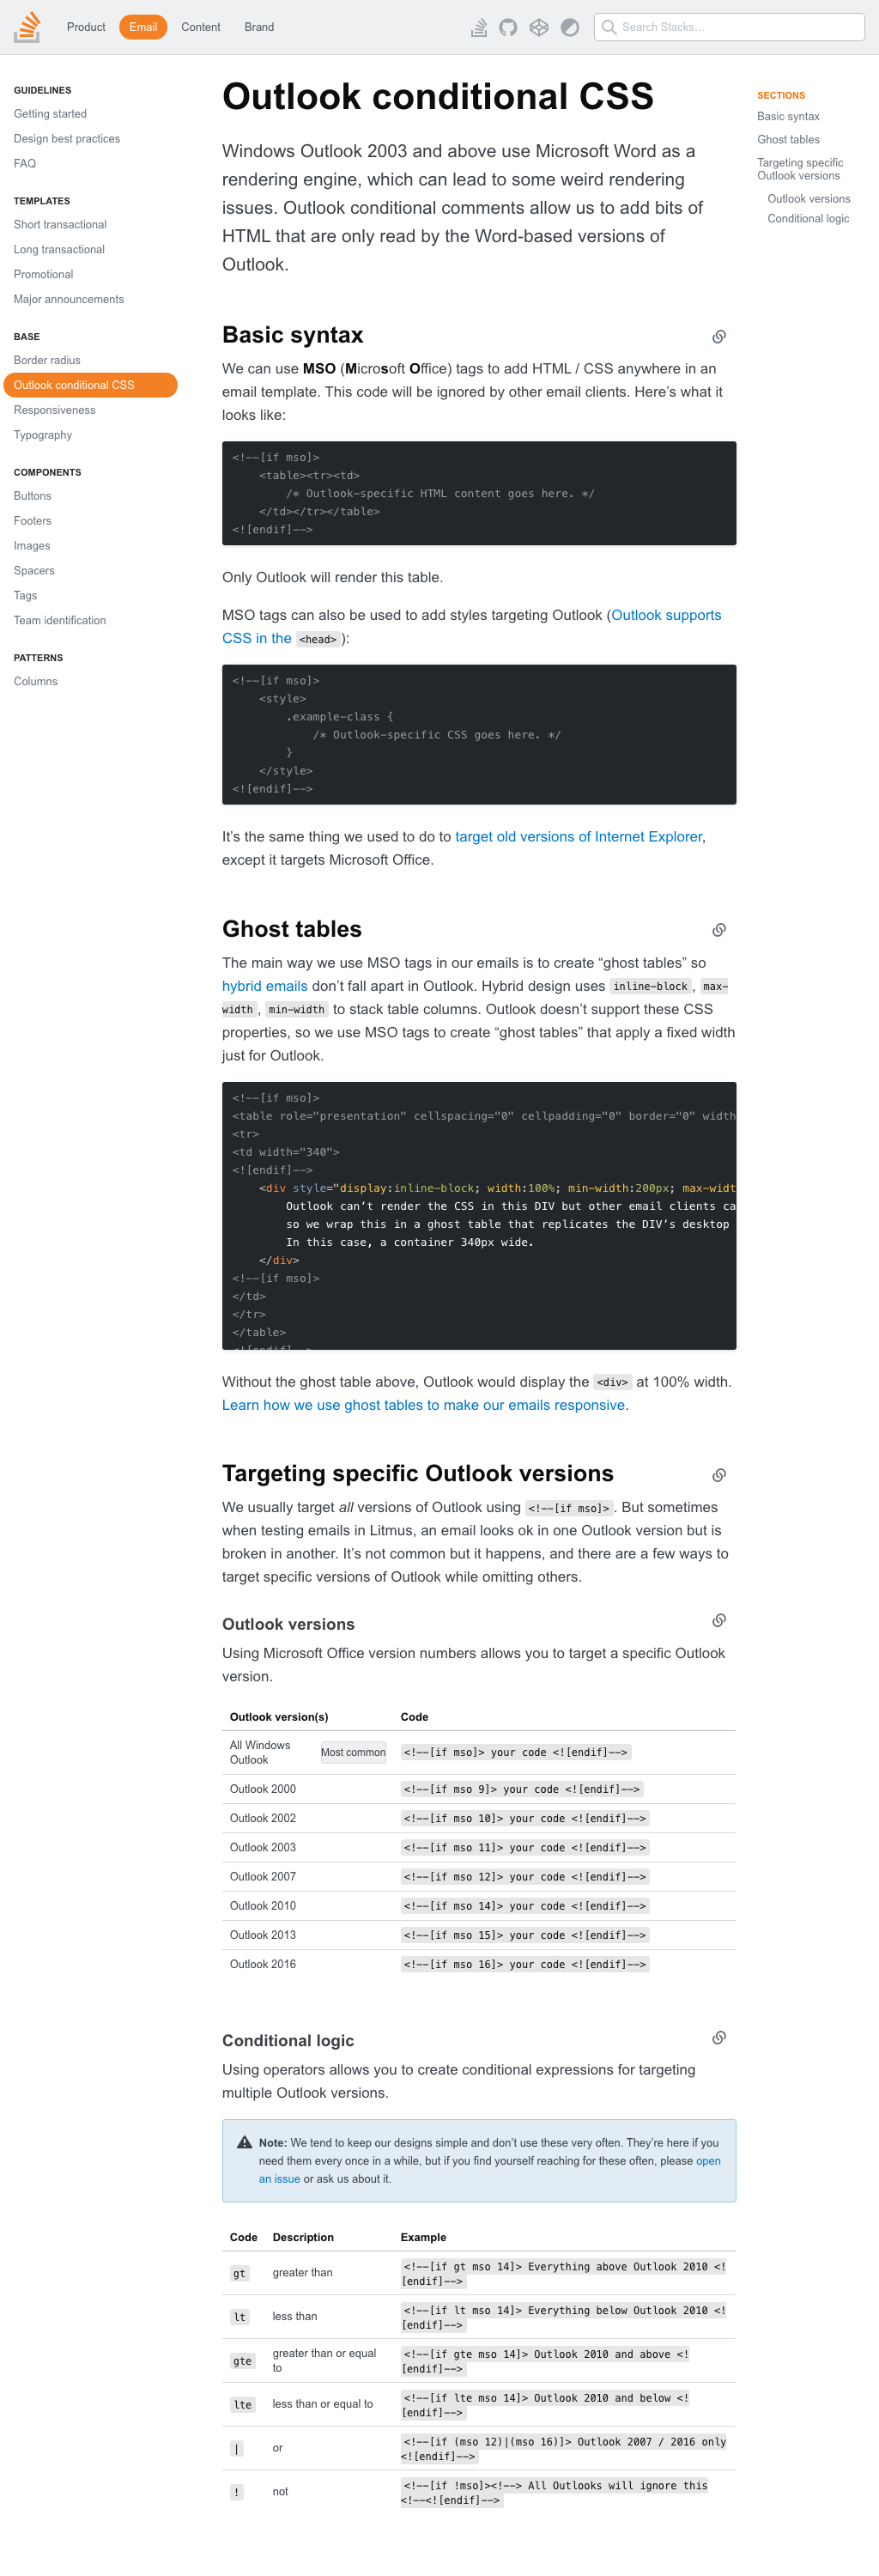 Product Email Content Brand Search Stacks…
GUIDELINES
Getting started
Design best practices
FAQ
TEMPLATES
Short transactional
Long transactional
Promotional
Major announcements
BASE
Border radius
Outlook conditional CSS
Responsiveness
Typography
COMPONENTS
Buttons
Footers
Images
Spacers
Tags
Team identification
PATTERNS
Columns
Outlook conditional CSS
Windows Outlook 2003 and above use Microsoft Word as a
rendering engine, which can lead to some weird rendering
issues. Outlook conditional comments allow us to add bits of
HTML that are only read by the Word-based versions of
Outlook.
Basic syntax
We can use MSO (Microsoft Office) tags to add HTML / CSS anywhere in an
email template. This code will be ignored by other email clients. Here’s what it
looks like:
<!--[if mso]>
<table><tr><td>
/* Outlook-specific HTML content goes here. */
</td></tr></table>
<![endif]-->
Only Outlook will render this table.
MSO tags can also be used to add styles targeting Outlook (Outlook supports
CSS in the <head>):
<!--[if mso]>
<style>
.example-class {
/* Outlook-specific CSS goes here. */
}
</style>
<![endif]-->
It’s the same thing we used to do to target old versions of Internet Explorer,
except it targets Microsoft Office.
Ghost tables
The main way we use MSO tags in our emails is to create “ghost tables” so
hybrid emails don’t fall apart in Outlook. Hybrid design uses inline-block, max-
width, min-width to stack table columns. Outlook doesn’t support these CSS
properties, so we use MSO tags to create “ghost tables” that apply a fixed width
just for Outlook.
<!--[if mso]>
<table role="presentation" cellspacing="0" cellpadding="0" border="0" width
<tr>
<td width="340">
<![endif]-->
<div style="display:inline-block; width:100%; min-width:200px; max-widt
Outlook can’t render the CSS in this DIV but other email clients ca
so we wrap this in a ghost table that replicates the DIV’s desktop
In this case, a container 340px wide.
</div>
<!--[if mso]>
</td>
</tr>
</table>
<![endif]-->
Without the ghost table above, Outlook would display the <div> at 100% width.
Learn how we use ghost tables to make our emails responsive.
Targeting specific Outlook versions
We usually target all versions of Outlook using <!--[if mso]>. But sometimes
when testing emails in Litmus, an email looks ok in one Outlook version but is
broken in another. It’s not common but it happens, and there are a few ways to
target specific versions of Outlook while omitting others.
Outlook versions
Using Microsoft Office version numbers allows you to target a specific Outlook
version.
Outlook version(s) Code
All Windows
Outlook
Most common <!--[if mso]> your code <![endif]-->
Outlook 2000 <!--[if mso 9]> your code <![endif]-->
Outlook 2002 <!--[if mso 10]> your code <![endif]-->
Outlook 2003 <!--[if mso 11]> your code <![endif]-->
Outlook 2007 <!--[if mso 12]> your code <![endif]-->
Outlook 2010 <!--[if mso 14]> your code <![endif]-->
Outlook 2013 <!--[if mso 15]> your code <![endif]-->
Outlook 2016 <!--[if mso 16]> your code <![endif]-->
Conditional logic
Using operators allows you to create conditional expressions for targeting
multiple Outlook versions.
Note: We tend to keep our designs simple and don’t use these very often. They’re here if you
need them every once in a while, but if you find yourself reaching for these often, please open
an issue or ask us about it.
Code Description Example
gt greater than <!--[if gt mso 14]> Everything above Outlook 2010 <!
[endif]-->
lt less than <!--[if lt mso 14]> Everything below Outlook 2010 <!
[endif]-->
gte greater than or equal
to
<!--[if gte mso 14]> Outlook 2010 and above <!
[endif]-->
lte less than or equal to <!--[if lte mso 14]> Outlook 2010 and below <!
[endif]-->
| or <!--[if (mso 12)|(mso 16)]> Outlook 2007 / 2016 only
<![endif]-->
! not <!--[if !mso]><!--> All Outlooks will ignore this
<!--<![endif]-->
SECTIONS
Basic syntax
Ghost tables
Targeting specific
Outlook versions
Outlook versions
Conditional logic